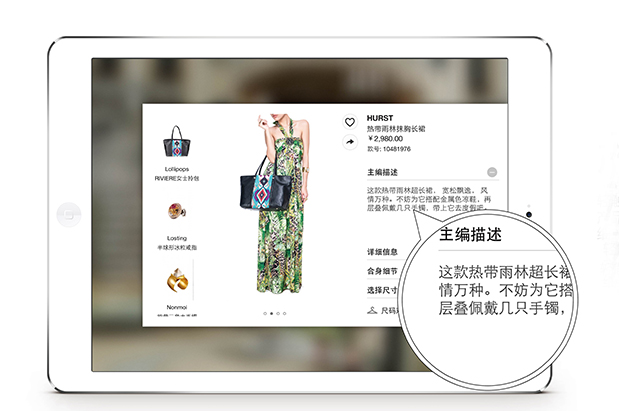 Lollipops
RIVIERE女士拎包
Losting
半球形冰粒戒指
Nonmoi
HURST
热带雨林抹胸长裙
￥2,980.00
款号: 10481976
主编描述
这款热带雨林超长裙、宽松飘逸、风
情万种。不妨为它搭配金属色凉鞋，再
层叠佩戴几只手镯，带上它去度假吧。
详细信息
合身细节
选择尺寸
尺码
主编描述
这款热带雨林超长裙
情万种。不妨为它搭
层叠佩戴几只手镯，